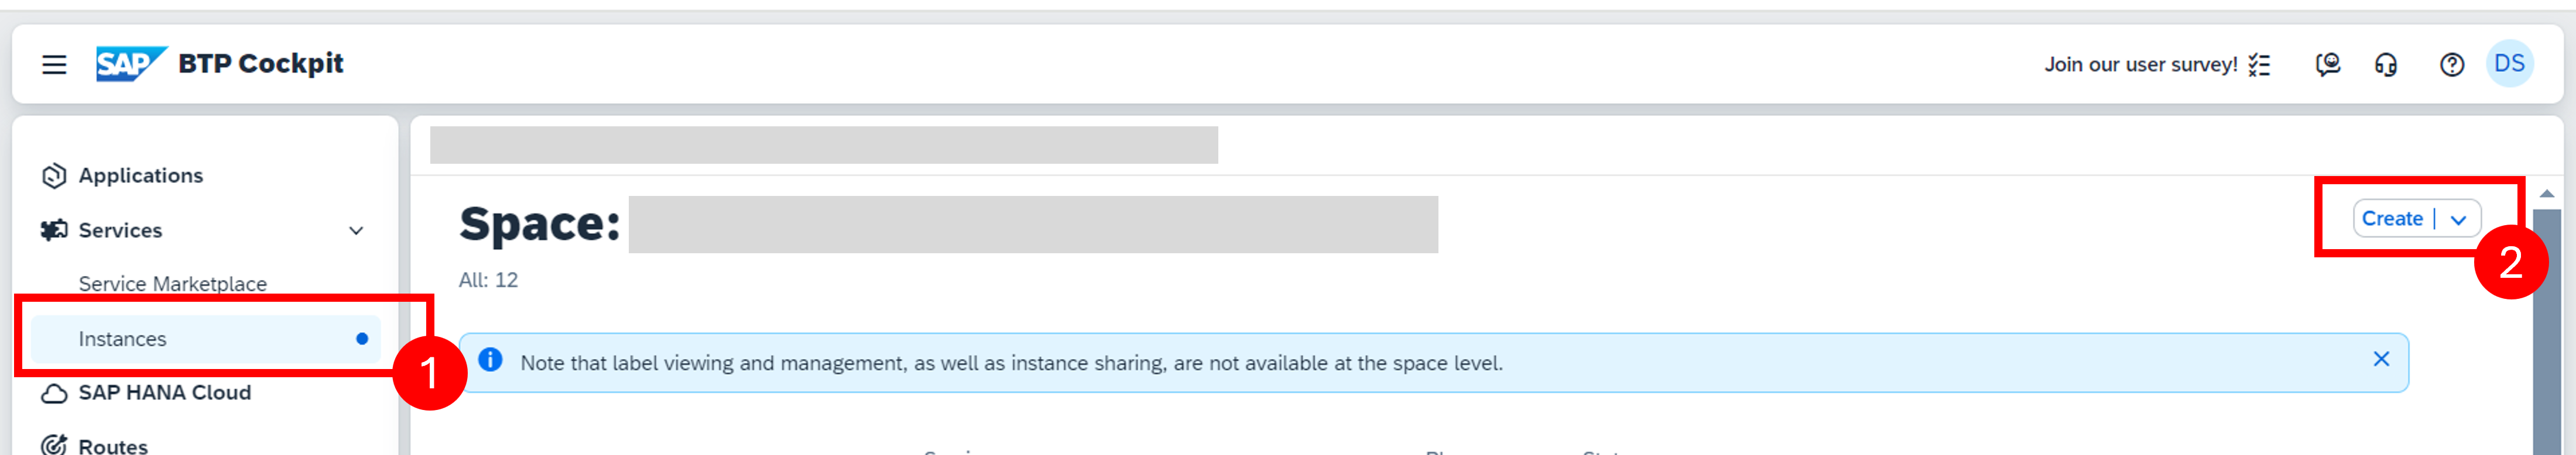 SAP BTP Cockpit
Join our user survey!
DS
Applications
Services
Service Marketplace
Instances
1
SAP HANA Cloud
Routes
Space:
Create
2
All: 12
Note that label viewing and management, as well as instance sharing, are not available at the space level.